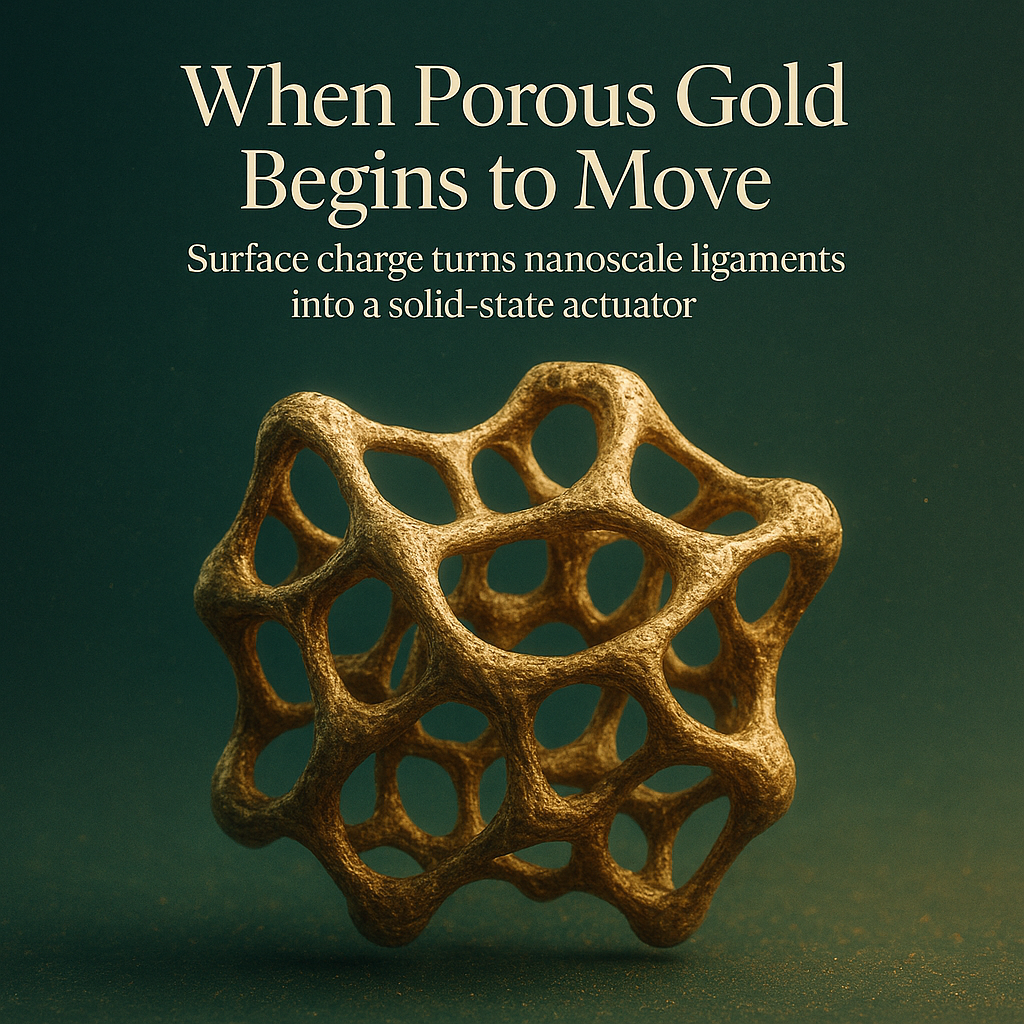 When Porous Gold
Begins to Move
Surface charge turns nanoscale ligaments
into a solid-state actuator